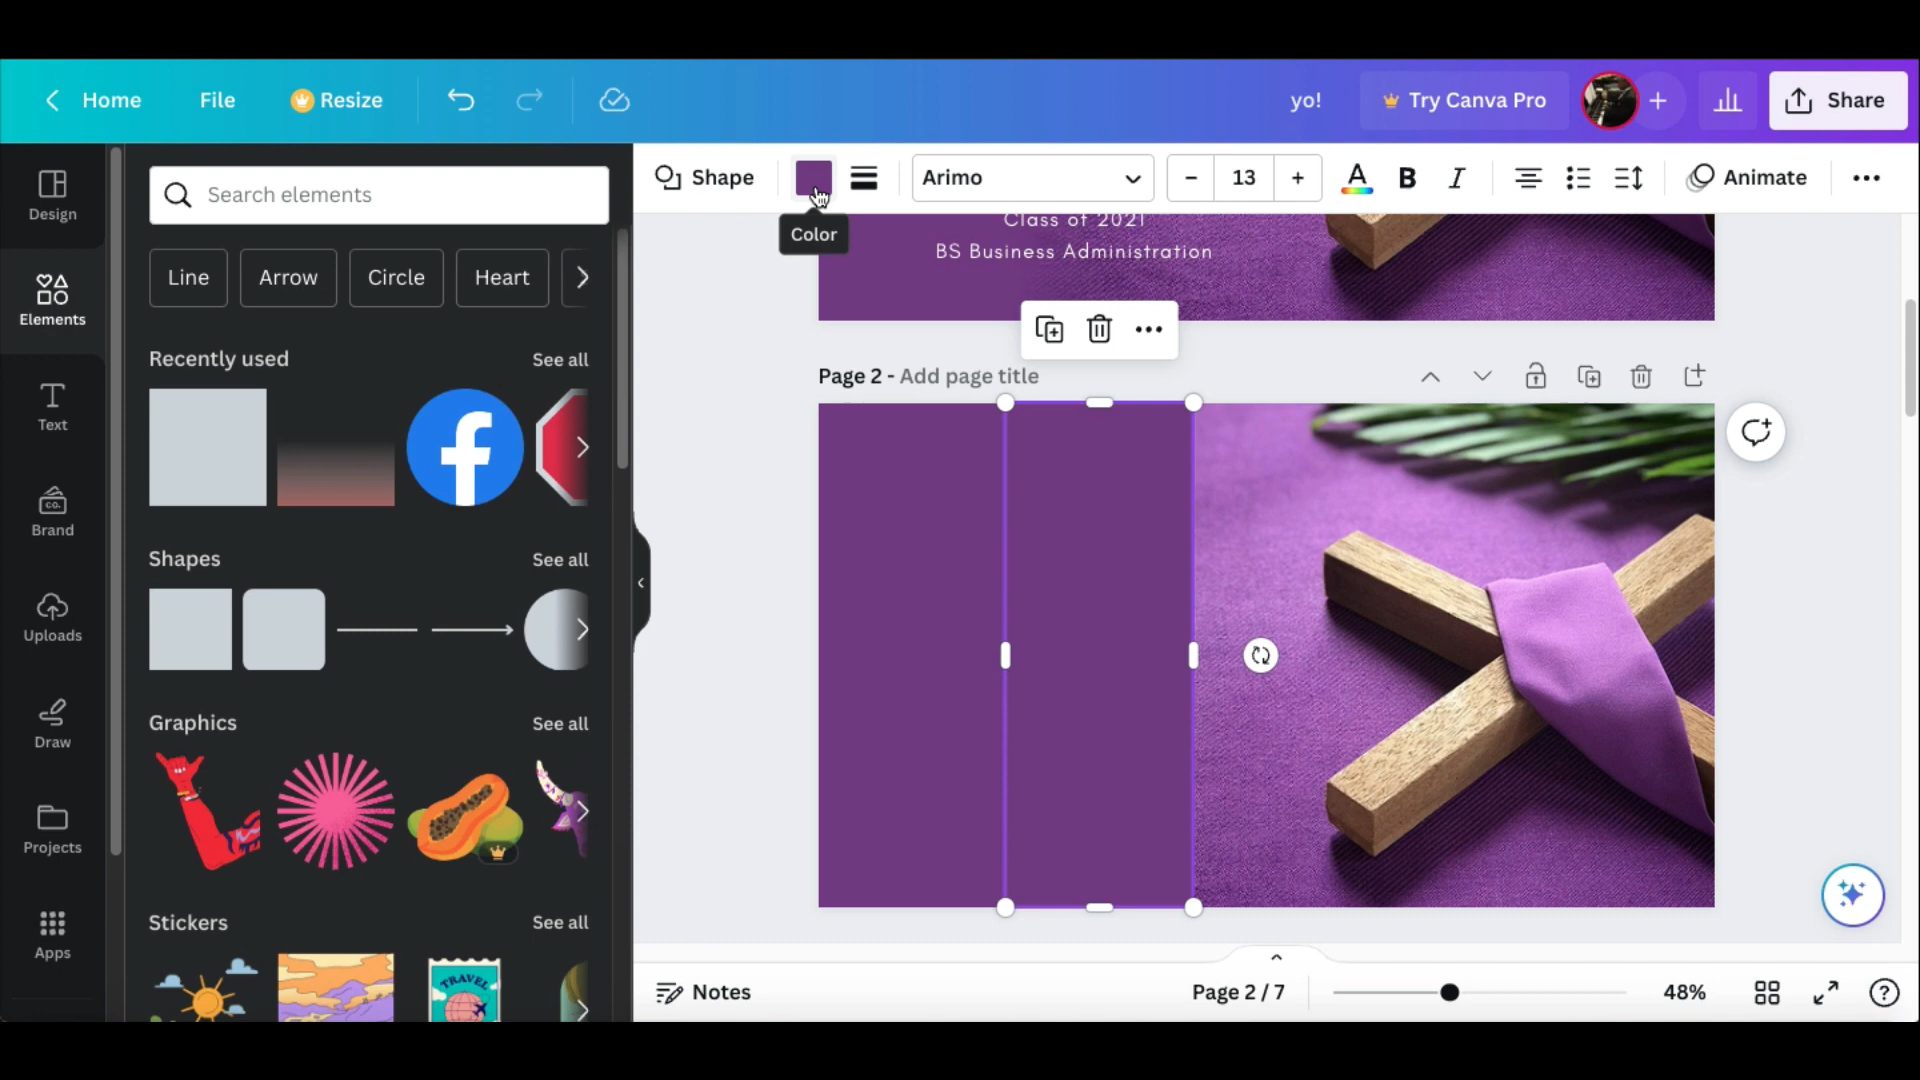 Home
File
Resize
yo!
Try Canva Pro
Share
Design
Elements
Text
Brand
CO.
Uploads
Draw
Projects
Apps
Search elements
Line
Arrow
Circle
Heart
Recently used
See all
Shapes
See all
Graphics
See all
Stickers
See all
TRAVEL
Shape
Color
Arimo
13
A
B
I
Animate
Class of 2021
BS Business Administration
Page 2 - Add page title
Notes
Page 2 / 7
48%